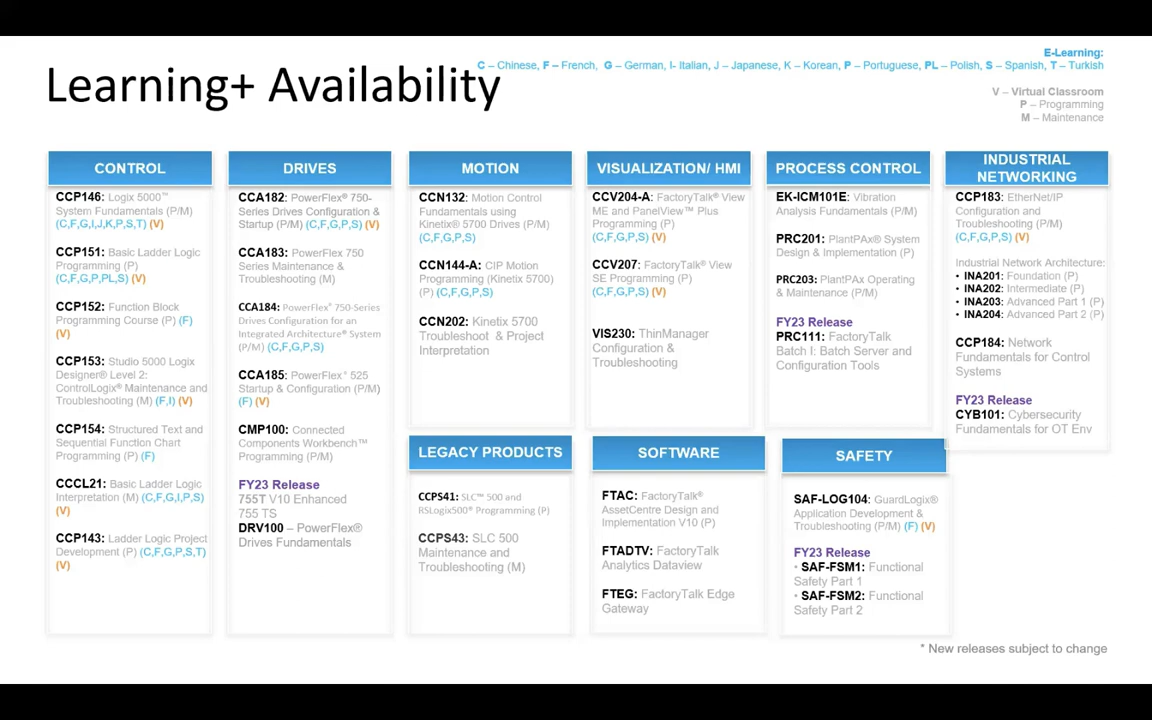 Learning+ Availability
E-Learning:
C – Chinese, F – French, G – German, I- Italian, J – Japanese, K – Korean, P – Portuguese, PL – Polish, S – Spanish, T – Turkish
V – Virtual Classroom
P – Programming
M – Maintenance
CONTROL
CCP146: Logix 5000™
System Fundamentals (P/M)
(C,F,G,I,J,K,P,S,T) (V)
CCP151: Basic Ladder Logic
Programming (P)
(C,F,G,I,P,PL,S) (V)
CCP152: Function Block
Programming Course (P) (F)
(V)
CCP153: Studio 5000 Logix
Designer® Level 2:
ControlLogix® Maintenance and
Troubleshooting (M) (F,I) (V)
CCP154: Structured Text and
Sequential Function Chart
Programming (P) (F)
CCCL21: Basic Ladder Logic
Interpretation (M) (C,F,G,I,P,S)
(V)
CCP143: Ladder Logic Project
Development (P) (C,F,G,P,S,T)
(V)
DRIVES
CCA182: PowerFlex® 750-
Series Drives Configuration &
Startup (P/M) (C,F,G,P,S) (V)
CCA183: PowerFlex 750
Series Maintenance &
Troubleshooting (M)
CCA184: PowerFlex® 750-Series
Drives Configuration for an
Integrated Architecture® System
(P/M) (C,F,G,P,S)
CCA185: PowerFlex® 525
Startup & Configuration (P/M)
(F) (V)
CMP100: Connected
Components Workbench™
Programming (P/M)
FY23 Release
755T V10 Enhanced
755 TS
DRV100 – PowerFlex®
Drives Fundamentals
MOTION
CCN132: Motion Control
Fundamentals using
Kinetix® 5700 Drives (P/M)
(C,F,G,P,S)
CCN144-A: CIP Motion
Programming (Kinetix 5700)
(P) (C,F,G,P,S)
CCN202: Kinetix 5700
Troubleshoot & Project
Interpretation
VISUALIZATION/ HMI
CCV204-A: FactoryTalk® View
ME and PanelView™ Plus
Programming (P)
(C,F,G,P,S) (V)
CCV207: FactoryTalk® View
SE Programming (P)
(C,F,G,P,S) (V)
VIS230: ThinManager
Configuration &
Troubleshooting
PROCESS CONTROL
EK-ICM101E: Vibration
Analysis Fundamentals (P/M)
PRC201: PlantPAx® System
Design & Implementation (P)
PRC203: PlantPAx Operating
& Maintenance (P/M)
FY23 Release
PRC111: FactoryTalk
Batch I: Batch Server and
Configuration Tools
INDUSTRIAL
NETWORKING
CCP183: EtherNet/IP
Configuration and
Troubleshooting (P/M)
(C,F,G,P,S) (V)
Industrial Network Architecture:
• INA201: Foundation (P)
• INA202: Intermediate (P)
• INA203: Advanced Part 1 (P)
• INA204: Advanced Part 2 (P)
CCP184: Network
Fundamentals for Control
Systems
FY23 Release
CYB101: Cybersecurity
Fundamentals for OT Env
LEGACY PRODUCTS
CCPS41: SLC™ 500 and
RSLogix500® Programming (P)
CCPS43: SLC 500
Maintenance and
Troubleshooting (M)
SOFTWARE
FTAC: FactoryTalk®
AssetCentre Design and
Implementation V10 (P)
FTADTV: FactoryTalk
Analytics Dataview
FTEG: FactoryTalk Edge
Gateway
SAFETY
SAF-LOG104: GuardLogix®
Application Development &
Troubleshooting (P/M) (F) (V)
FY23 Release
• SAF-FSM1: Functional
Safety Part 1
• SAF-FSM2: Functional
Safety Part 2
* New releases subject to change